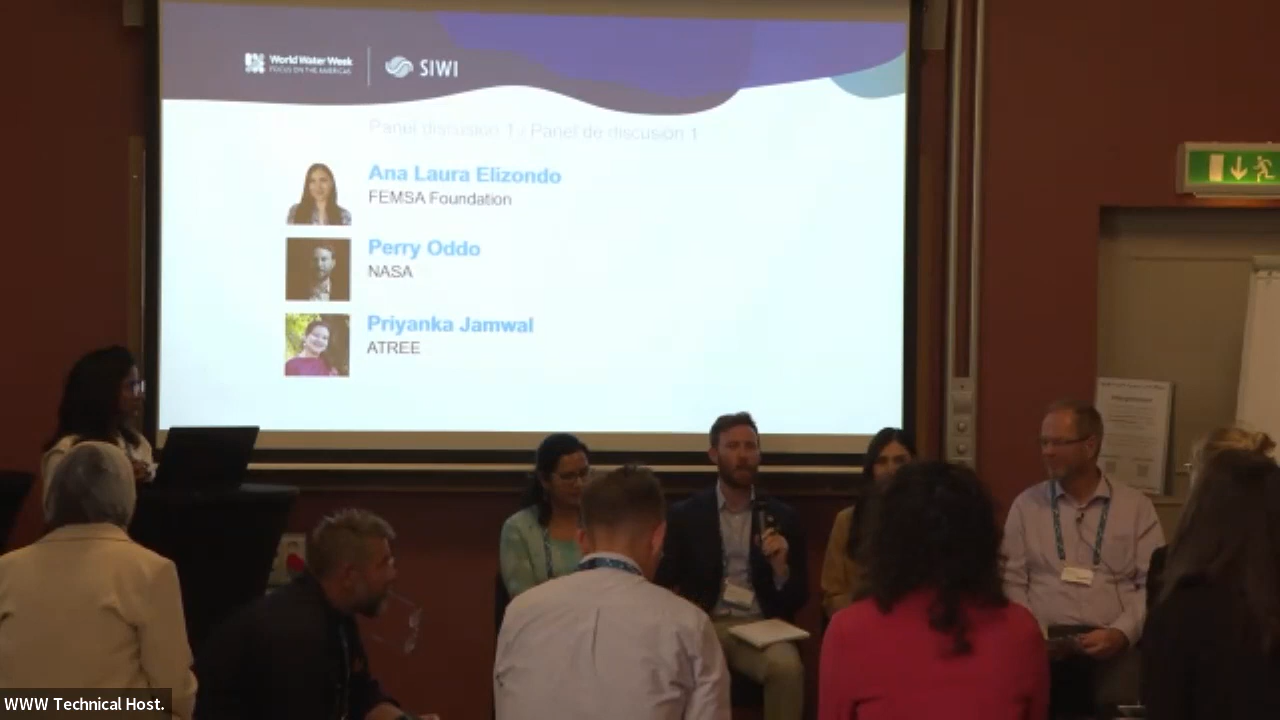 World Water Week
FOCUS ON THE AMERICAS
SIWI
Panel discusion 1 / Panel de discusión 1
Ana Laura Elizondo
FEMSA Foundation
Perry Oddo
NASA
Priyanka Jamwal
ATREE
WWW Technical Host.